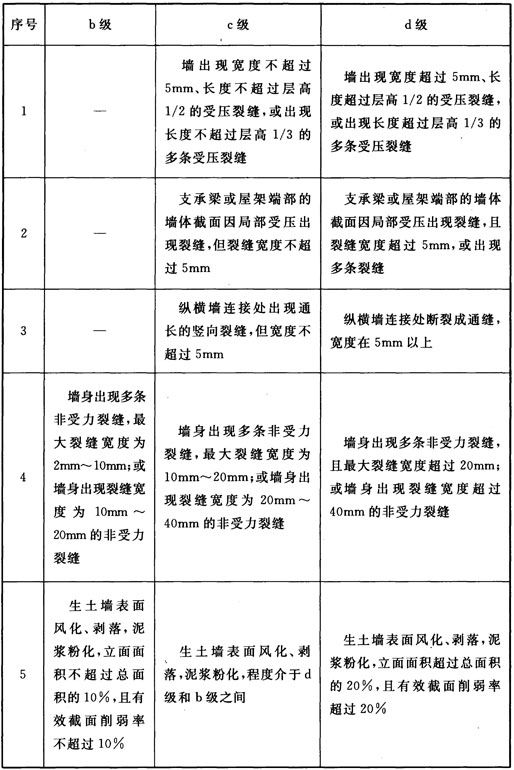 序号
b 级
c 级
d 级
1
—
墙出现宽度不超过
5mm、长度不超过层高
1/2 的受压裂缝,或出现
长度不超过层高 1/3 的
多条受压裂缝
墙出现宽度超过 5mm、长
度超过层高 1/2 的受压裂缝,
或出现长度超过层高 1/3 的
多条受压裂缝
2
—
支承梁或屋架端部的
墙体截面因局部受压出
现裂缝,但裂缝宽度不超
过 5mm
支承梁或屋架端部的墙体
截面因局部受压出现裂缝,且
裂缝宽度超过 5mm,或出现
多条裂缝
3
—
纵横墙连接处出现通
长的竖向裂缝,但宽度不
超过 5mm
纵横墙连接处断裂成通缝,
宽度在 5mm 以上
4
墙身出现多条
非受力裂缝,最
大裂缝宽度为
2mm～10mm;或
墙身出现裂缝宽
度为 10mm～
20mm 的非受力
裂缝
墙身出现多条非受力
裂缝,最大裂缝宽度为
10mm～20mm;或墙身出
现裂缝宽度为 20mm～
40mm 的非受力裂缝
墙身出现多条非受力裂缝,
且最大裂缝宽度超过 20mm;
或墙身出现裂缝宽度超过
40mm 的非受力裂缝
5
生土墙表面
风化、剥落,泥
浆粉化,立面面
积不超过总面
积的 10%,且有
效截面削弱率
不超过 10%
生土墙表面风化、剥
落,泥浆粉化,程度介于 d
级和 b 级之间
生土墙表面风化、剥落,泥
浆粉化,立面面积超过总面积
的 20%,且有效截面削弱率
超过 20%